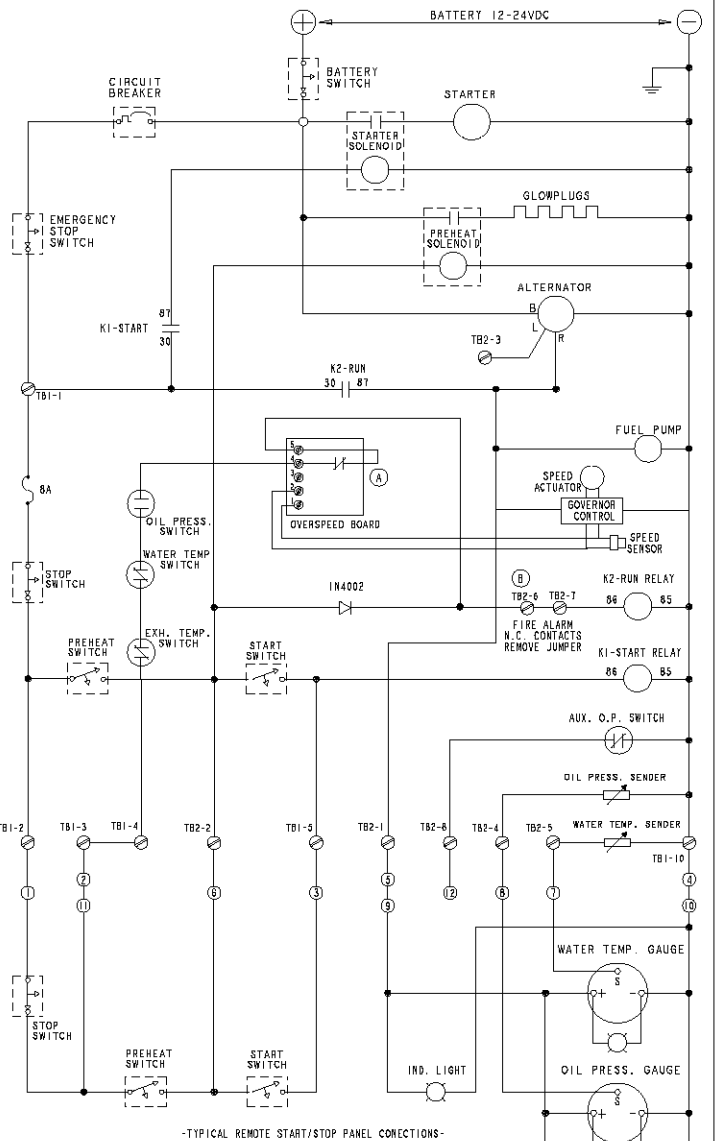 BATTERY 12-24VDC
BATTERY
SWITCH
CIRCUIT
BREAKER
STARTER
STARTER
SOLENOID
EMERGENCY
STOP
SWITCH
GLOWPLUGS
PREHEAT
SOLENOID
ALTERNATOR
B
L
R
TB2-3
87
K1-START
30
K2-RUN
30 87
TB1-1
FUEL PUMP
8A
5
4
3
2
1
A
OVERSPEED BOARD
SPEED
ACTUATOR
GOVERNOR
CONTROL
SPEED
SENSOR
OIL PRESS.
SWITCH
WATER TEMP
SWITCH
STOP
SWITCH
1N4002
B
TB2-6 TB2-7
FIRE ALARM
N.C. CONTACTS
REMOVE JUMPER
K2-RUN RELAY
86 85
EXH. TEMP.
SWITCH
PREHEAT
SWITCH
START
SWITCH
K1-START RELAY
86 85
AUX. O.P. SWITCH
OIL PRESS. SENDER
WATER TEMP. SENDER
TB1-2 TB1-3 TB1-4 TB2-2 TB1-5 TB2-1 TB2-8 TB2-4 TB2-5
TB1-10
1 2 6 3 5 12 8 7 4
11 9 10
WATER TEMP. GAUGE
S
+ -
STOP
SWITCH
PREHEAT
SWITCH
START
SWITCH
IND. LIGHT
OIL PRESS. GAUGE
S
+ -
-TYPICAL REMOTE START/STOP PANEL CONECTIONS-